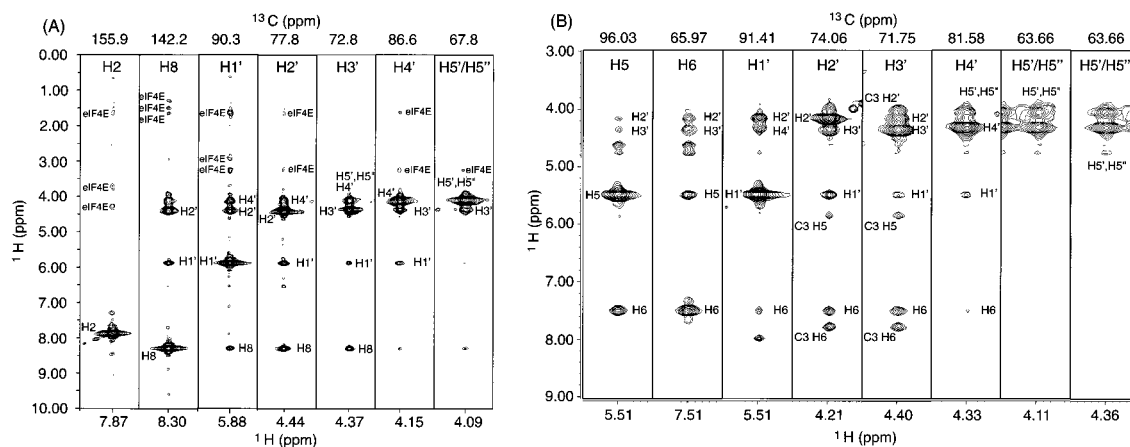 (A)
¹³C (ppm)
155.9 142.2 90.3 77.8 72.8 86.6 67.8
H2 H8 H1' H2' H3' H4' H5'/H5"
0.00
1.00
2.00
3.00
4.00
5.00
6.00
7.00
8.00
9.00
10.00
¹H (ppm)
eIF4E
eIF4E
eIF4E
H2
eIF4E
eIF4E
eIF4E
H2'
H1'
H8
eIF4E
eIF4E
eIF4E
H4'
H2'
H1'
H8
eIF4E
eIF4E
H4'
H2'
H1'
H8
H5',H5"
H4'
H3'
H1'
H8
eIF4E
eIF4E
H4'
H3'
H1'
eIF4E
H5',H5"
H3'
7.87 8.30 5.88 4.44 4.37 4.15 4.09
¹H (ppm)
(B)
¹³C (ppm)
96.03 65.97 91.41 74.06 71.75 81.58 63.66 63.66
H5 H6 H1' H2' H3' H4' H5'/H5" H5'/H5"
3.00
4.00
5.00
6.00
7.00
8.00
9.00
¹H (ppm)
H2'
H3'
H5
H6
H2'
H3'
H5
H6
H2'
H4'
H1'
H6
H2'
H3'
H1'
C3 H5
H6
C3 H6
C3 H2'
H2'
H3'
H1'
C3 H5
H6
C3 H6
H5',H5"
H4'
H1'
H6
H5',H5"
H5',H5"
5.51 7.51 5.51 4.21 4.40 4.33 4.11 4.36
¹H (ppm)